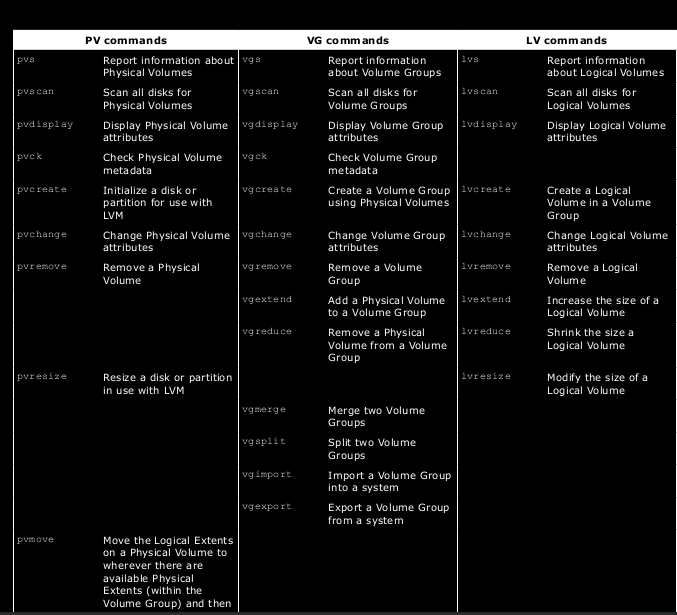 PV commands VG commands LV commands
pvs Report information about vgs Report information lvs Report information
Physical Volumes about Volume Groups about Logical Volumes
pvscan Scan all disks for vgscan Scan all disks for lvscan Scan all disks for
Physical Volumes Volume Groups Logical Volumes
pvdisplay Display Physical Volume vgdisplay Display Volume Group lvdisplay Display Logical Volume
attributes attributes attributes
pvck Check Physical Volume vgck Check Volume Group
metadata metadata
pvcreate Initialize a disk or vgcreate Create a Volume Group lvcreate Create a Logical
partition for use with using Physical Volumes Volume in a Volume
LVM Group
pvchange Change Physical Volume vgchange Change Volume Group lvchange Change Logical Volume
attributes attributes attributes
pvremove Remove a Physical vgremove Remove a Volume lvremove Remove a Logical
Volume Group Volume
vgextend Add a Physical Volume lvextend Increase the size of a
to a Volume Group Logical Volume
vgreduce Remove a Physical lvreduce Shrink the size a
Volume from a Volume Logical Volume
Group
pvresize Resize a disk or partition lvresize Modify the size of a
in use with LVM Logical Volume
vgmerge Merge two Volume
Groups
vgsplit Split two Volume
Groups
vgimport Import a Volume Group
into a system
vgexport Export a Volume Group
from a system
pvmove Move the Logical Extents
on a Physical Volume to
wherever there are
available Physical
Extents (within the
Volume Group) and then